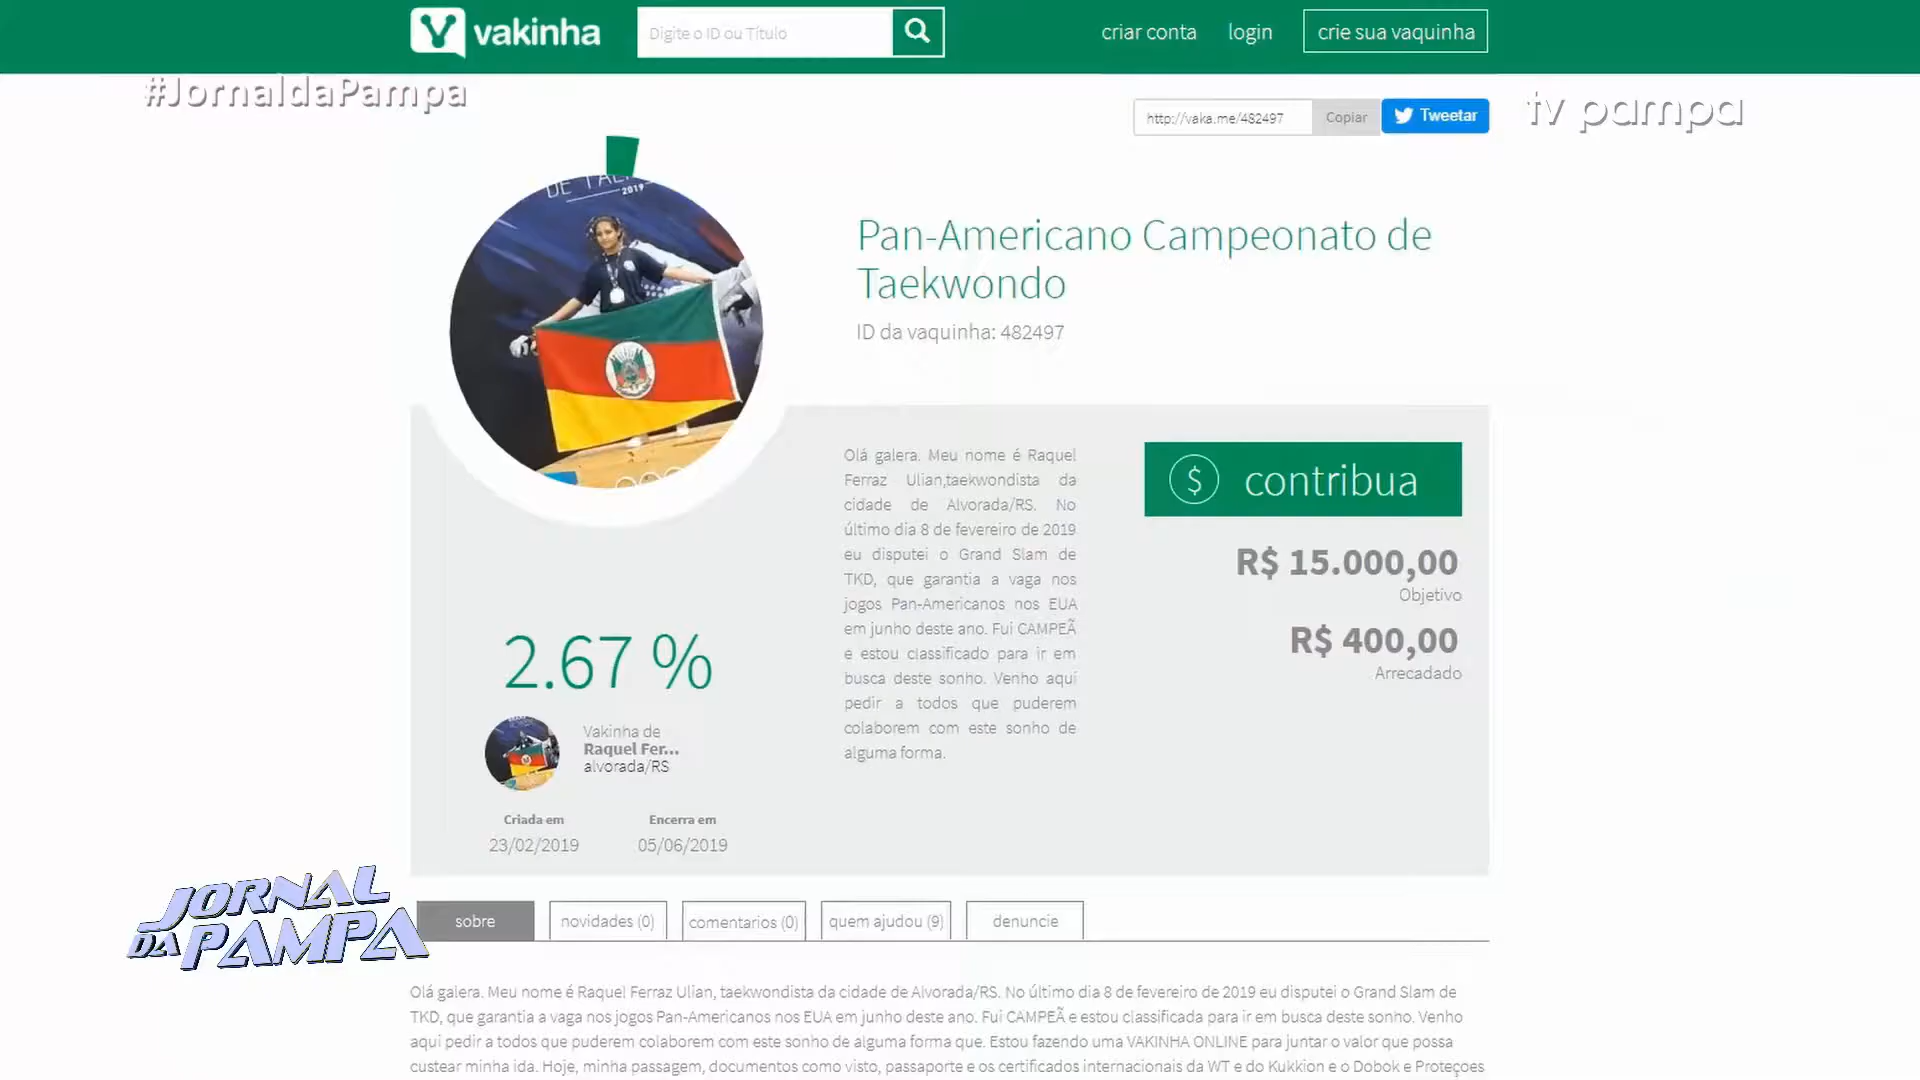 vakinha
Digite o ID ou Título
criar conta
login
crie sua vaquinha
#JornaldaPampa
http://vaka.me/482497
Copiar
Tweetar
tv pampa
2019
Pan-Americano Campeonato de
Taekwondo
ID da vaquinha: 482497
Olá galera. Meu nome é Raquel
Ferraz Ulian,taekwondista da
cidade de Alvorada/RS. No
último dia 8 de fevereiro de 2019
eu disputei o Grand Slam de
TKD, que garantia a vaga nos
jogos Pan-Americanos nos EUA
em junho deste ano. Fui CAMPEÃ
e estou classificado para ir em
busca deste sonho. Venho aqui
pedir a todos que puderem
colaborem com este sonho de
alguma forma.
$ contribua
R$ 15.000,00
Objetivo
R$ 400,00
Arrecadado
2.67 %
Vakinha de
Raquel Fer...
alvorada/RS
Criada em
23/02/2019
Encerra em
05/06/2019
JORNAL
DA PAMPA
sobre
novidades (0)
comentarios (0)
quem ajudou (9)
denuncie
Olá galera. Meu nome é Raquel Ferraz Ulian, taekwondista da cidade de Alvorada/RS. No último dia 8 de fevereiro de 2019 eu disputei o Grand Slam de
TKD, que garantia a vaga nos jogos Pan-Americanos nos EUA em junho deste ano. Fui CAMPEÃ e estou classificada para ir em busca deste sonho. Venho
aqui pedir a todos que puderem colaborem com este sonho de alguma forma que. Estou fazendo uma VAKINHA ONLINE para juntar o valor que possa
custear minha ida. Hoje, minha passagem, documentos como visto, passaporte e os certificados internacionais da WT e do Kukkion e o Dobok e Proteçoes